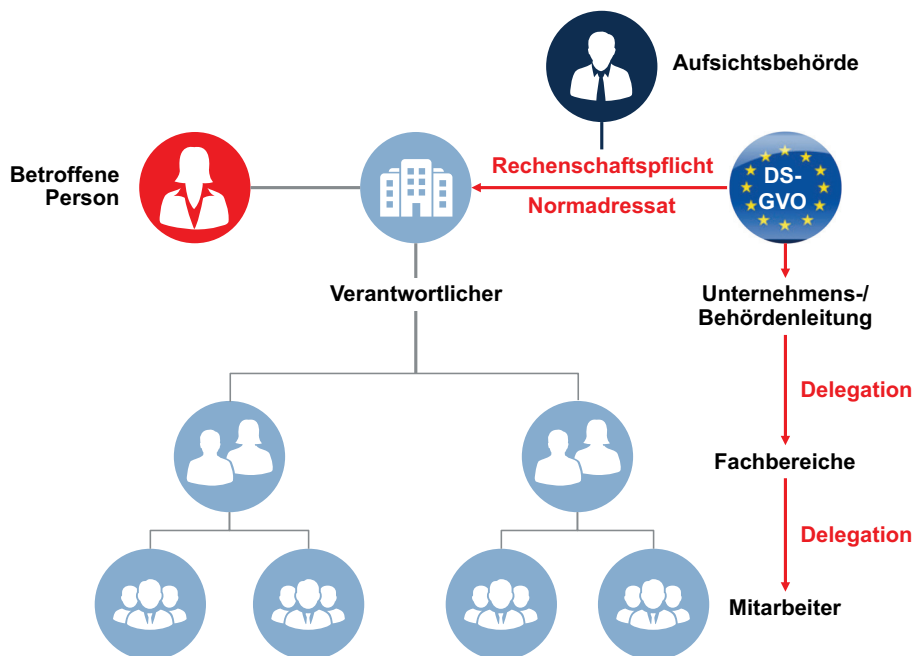 Aufsichtsbehörde
Betroffene
Person
Rechenschaftspflicht
Normadressat
DS-
GVO
Verantwortlicher
Unternehmens-/
Behördenleitung
Delegation
Fachbereiche
Delegation
Mitarbeiter